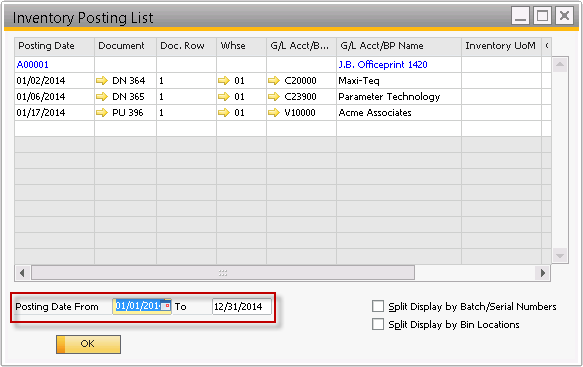 Inventory Posting List
Posting Date Document Doc. Row Whse G/L Acct/B... G/L Acct/BP Name Inventory UoM
A00001 J.B. Officeprint 1420
01/02/2014 DN 364 1 01 C20000 Maxi-Teq
01/06/2014 DN 365 1 01 C23900 Parameter Technology
01/17/2014 PU 396 1 01 V10000 Acme Associates
Posting Date From 01/01/2014 To 12/31/2014
Split Display by Batch/Serial Numbers
Split Display by Bin Locations
OK